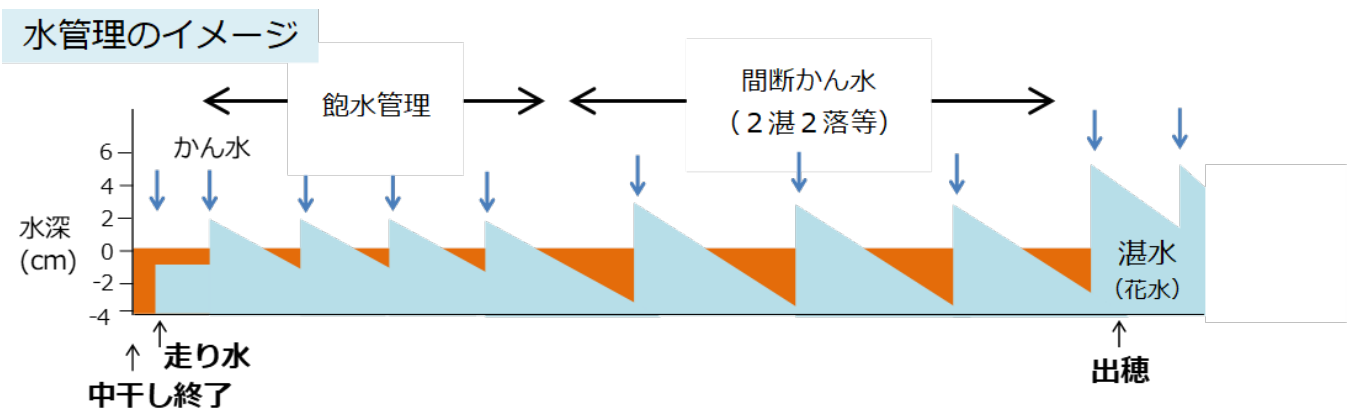 水管理のイメージ
飽水管理
間断かん水
（２湛２落等）
かん水
水深
(cm)
6
4
2
0
-2
-4
湛水
（花水）
走り水
中干し終了
出穂